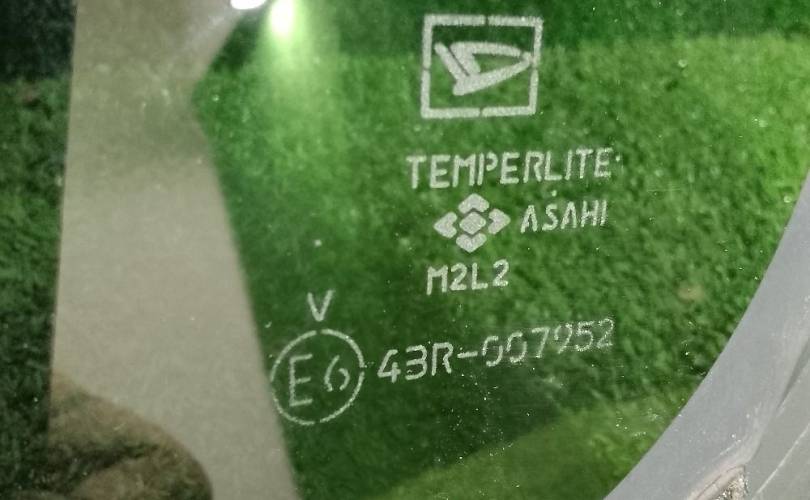 TEMPERLITE
ASAHI
M2L2
V
E6 43R-007952